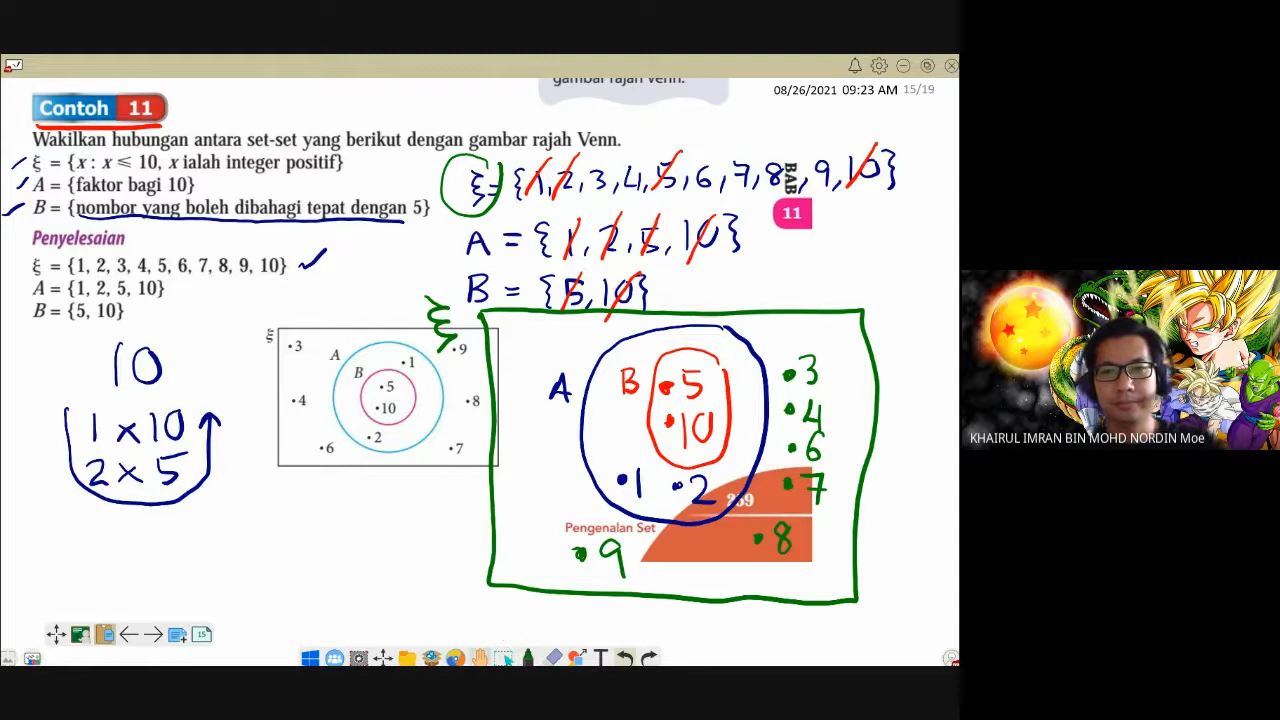 gambar rajah Venn.
08/26/2021 09:23 AM 15/19
Contoh 11
Wakilkan hubungan antara set-set yang berikut dengan gambar rajah Venn.
ξ = {x : x ⩽ 10, x ialah integer positif}
A = {faktor bagi 10}
B = {nombor yang boleh dibahagi tepat dengan 5}
Penyelesaian
ξ = {1, 2, 3, 4, 5, 6, 7, 8, 9, 10}
A = {1, 2, 5, 10}
B = {5, 10}
ξ = {1, 2, 3, 4, 5, 6, 7, 8, 9, 10}
BAB
11
A = {1, 2, 5, 10}
B = {5, 10}
10
1 × 10
2 × 5
ξ
•3
A
•1
•9
B
•5
•4
•10
•8
•2
•6
•7
ξ
A
B
•5
•10
•1 •2
•3
•4
•6
•7
•8
•9
259
Pengenalan Set
15
T
KHAIRUL IMRAN BIN MOHD NORDIN Moe